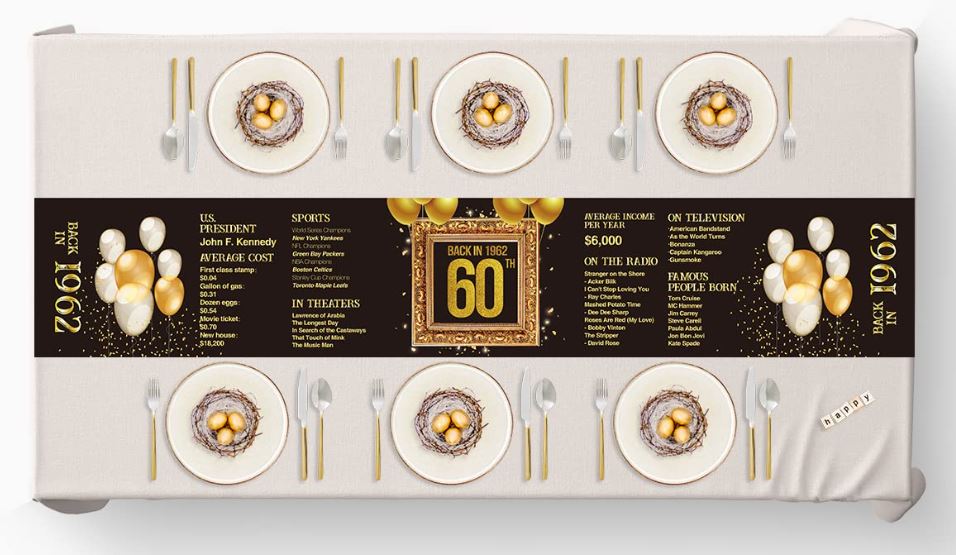 BACK
IN
1962
U.S.
PRESIDENT
John F. Kennedy
AVERAGE COST
First class stamp:
$0.04
Gallon of gas:
$0.31
Dozen eggs:
$0.54
Movie ticket:
$0.70
New house:
$18,200
SPORTS
World Series Champions
New York Yankees
NFL Champions
Green Bay Packers
NBA Champions
Boston Celtics
Stanley Cup Champions
Toronto Maple Leafs
IN THEATERS
Lawrence of Arabia
The Longest Day
In Search of the Castaways
That Touch of Mink
The Music Man
BACK IN 1962
60TH
AVERAGE INCOME
PER YEAR
$6,000
ON THE RADIO
Stranger on the Shore
- Acker Bilk
I Can't Stop Loving You
- Ray Charles
Mashed Potato Time
- Dee Dee Sharp
Roses Are Red (My Love)
- Bobby Vinton
The Stripper
- David Rose
ON TELEVISION
·American Bandstand
·As the World Turns
·Bonanza
·Captain Kangaroo
·Gunsmoke
FAMOUS
PEOPLE BORN
Tom Cruise
MC Hammer
Jim Carrey
Steve Carell
Paula Abdul
Jon Bon Jovi
Kate Spade
BACK
IN
1962
happy